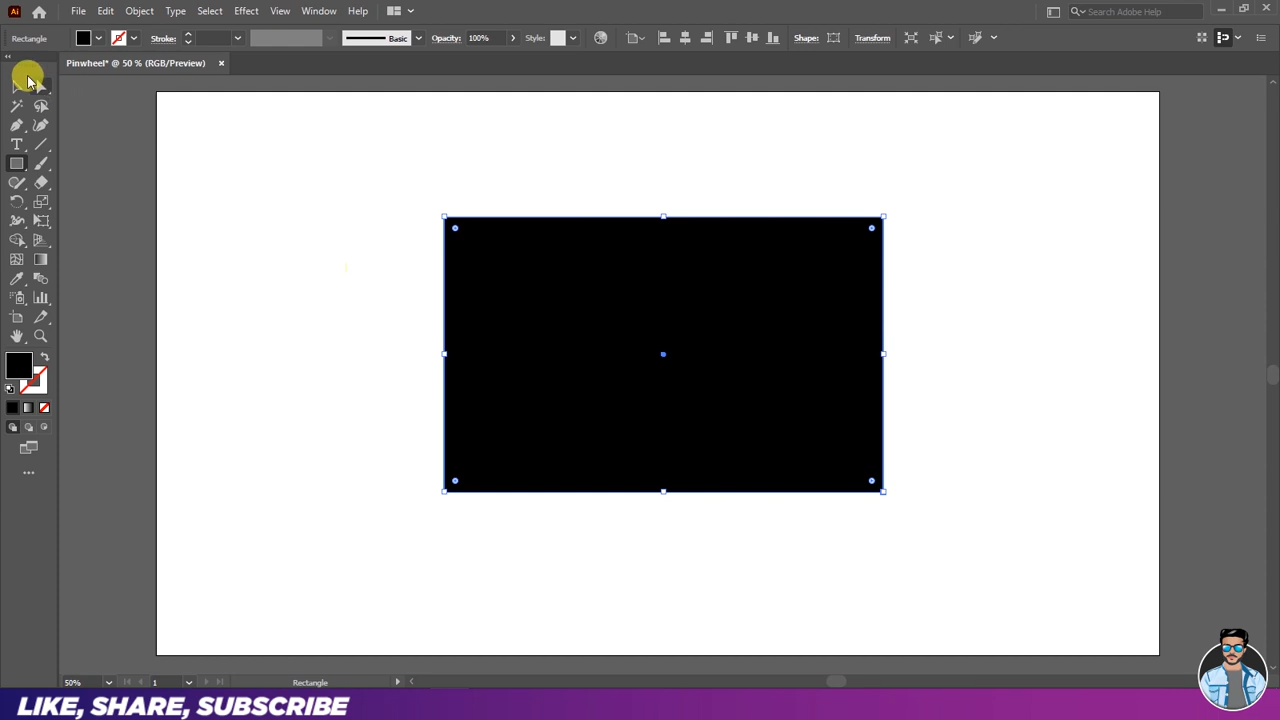 Ai File Edit Object Type Select Effect View Window Help Search Adobe Help
Rectangle Stroke: Basic Opacity: 100% Style: Shape: Transform
Pinwheel* @ 50 % (RGB/Preview)
50% 1 Rectangle
LIKE, SHARE, SUBSCRIBE